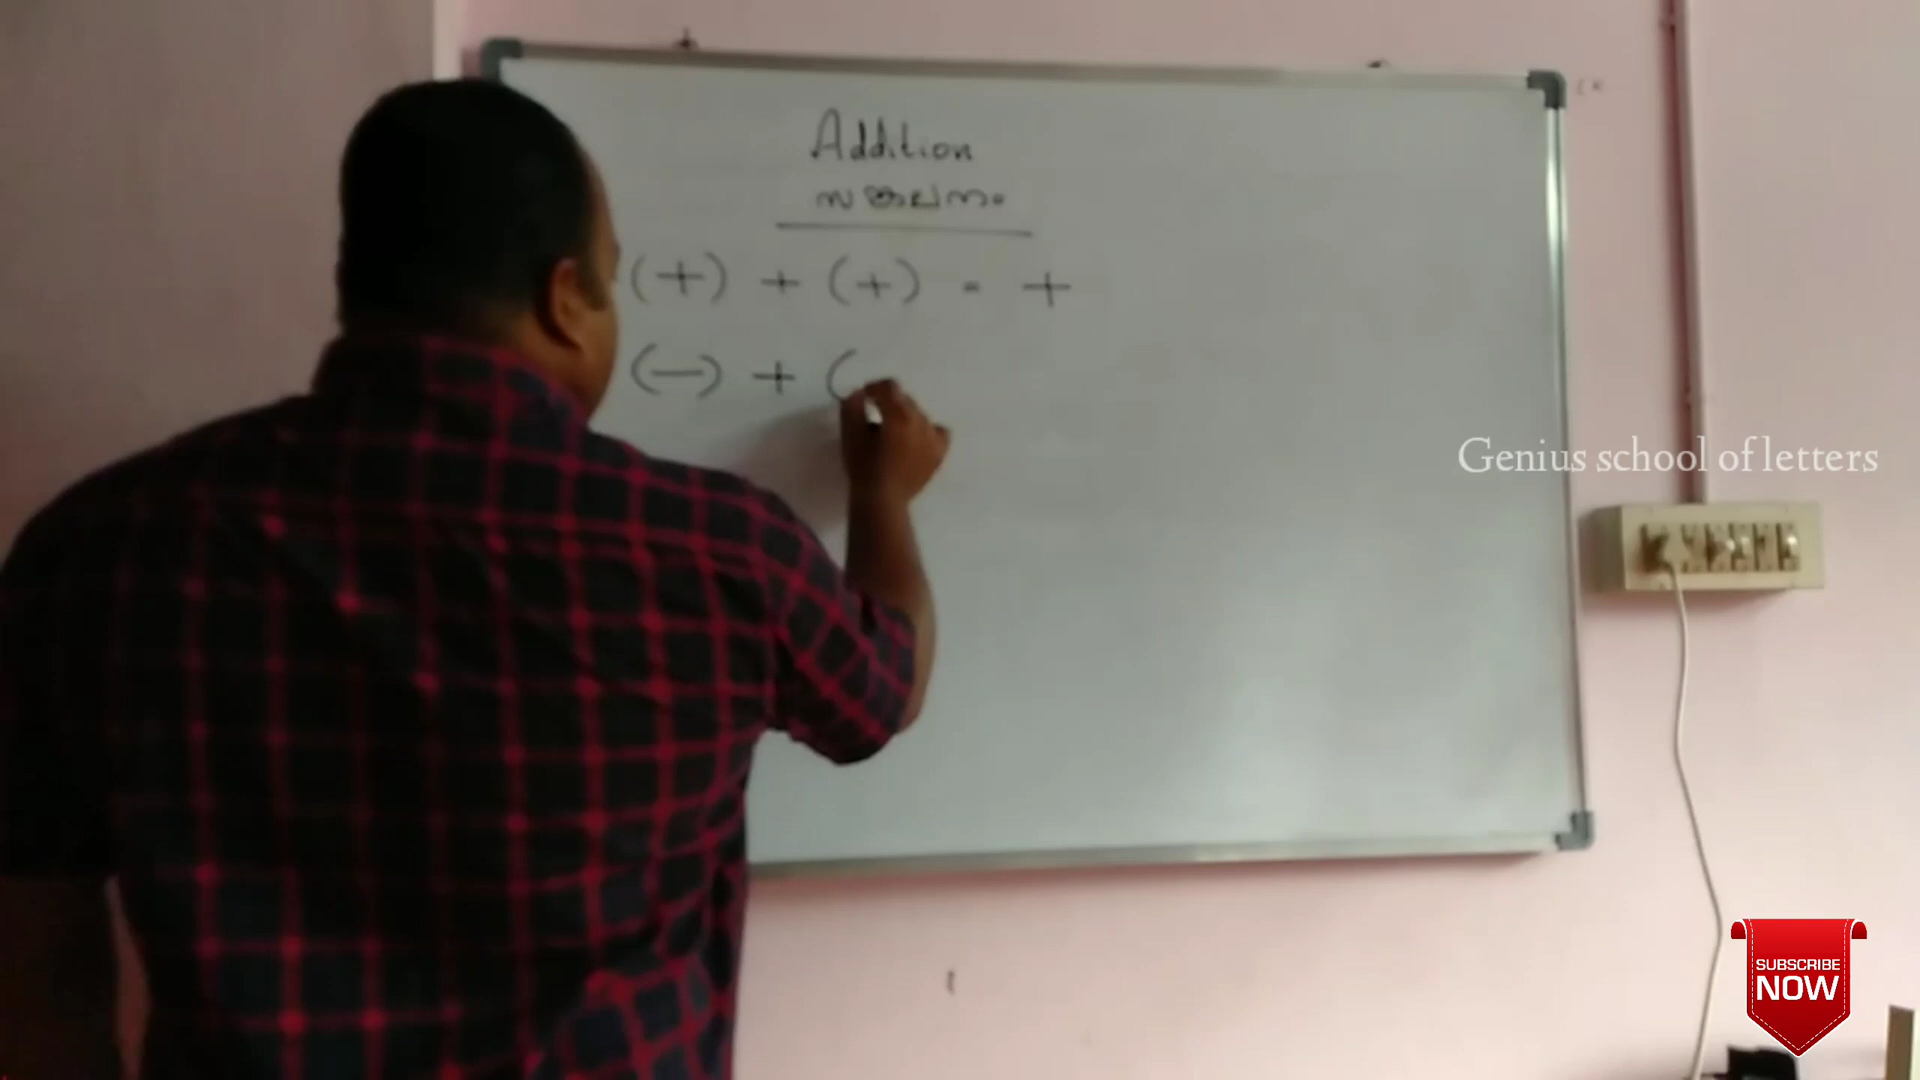 Addition
സങ്കലനം
(+) + (+) = +
(-) + (
Genius school of letters
SUBSCRIBE
NOW